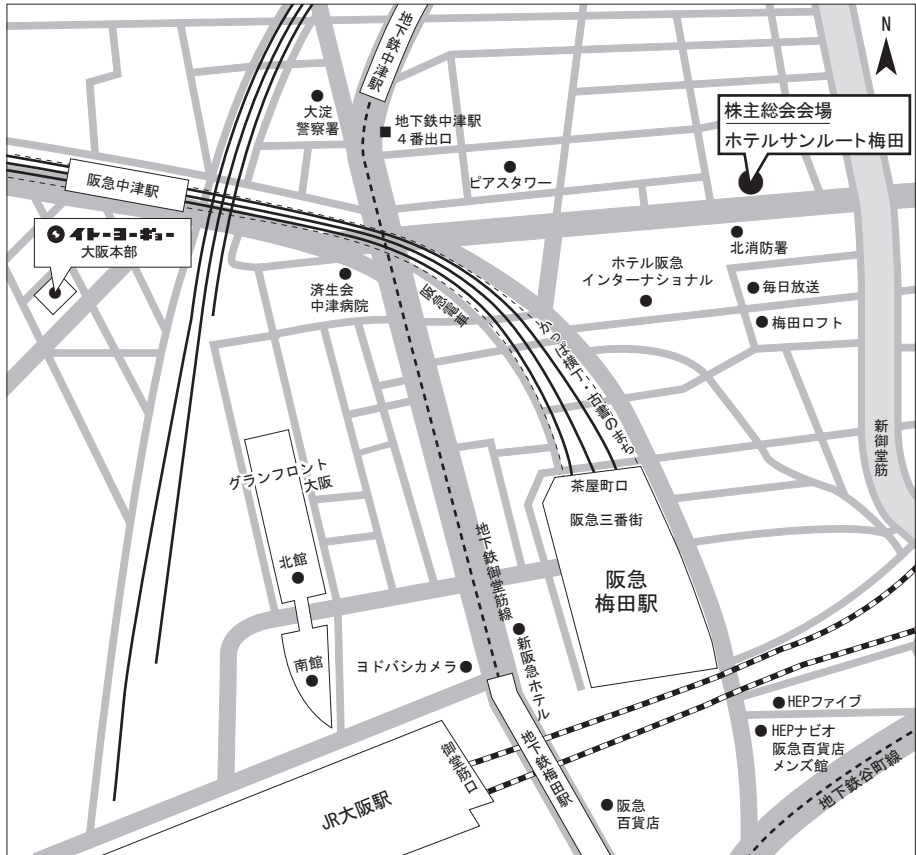 N
地下鉄中津駅
大淀
警察署
地下鉄中津駅
4番出口
株主総会会場
ホテルサンルート梅田
ピアスタワー
阪急中津駅
イトーヨーギョー
大阪本部
北消防署
ホテル阪急
インターナショナル
毎日放送
梅田ロフト
済生会
中津病院
阪急電車
かっぱ横丁・古書のまち
新御堂筋
グランフロント
大阪
茶屋町口
阪急三番街
阪急
梅田駅
地下鉄御堂筋線
北館
南館
ヨドバシカメラ
新阪急ホテル
HEPファイブ
HEPナビオ
阪急百貨店
メンズ館
地下鉄谷町線
御堂筋口
地下鉄梅田駅
JR大阪駅
阪急
百貨店